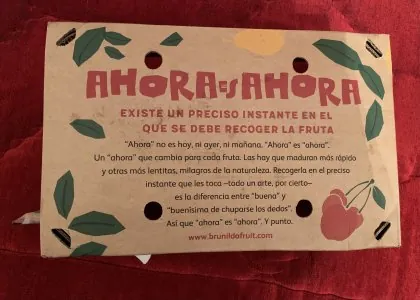 AHORA ES AHORA
EXISTE UN PRECISO INSTANTE EN EL
QUE SE DEBE RECOGER LA FRUTA
"Ahora" no es hoy, ni ayer, ni mañana. "Ahora" es "ahora".
Un "ahora" que cambia para cada fruta. Las hay que maduran más rápido
y otras más lentitas, milagros de la naturaleza. Recogerla en el preciso
instante que les toca —todo un arte, por cierto—
es la diferencia entre "buena" y
"buenísima de chuparse los dedos".
Así que "ahora" es "ahora". Y punto.
www.brunildofruit.com